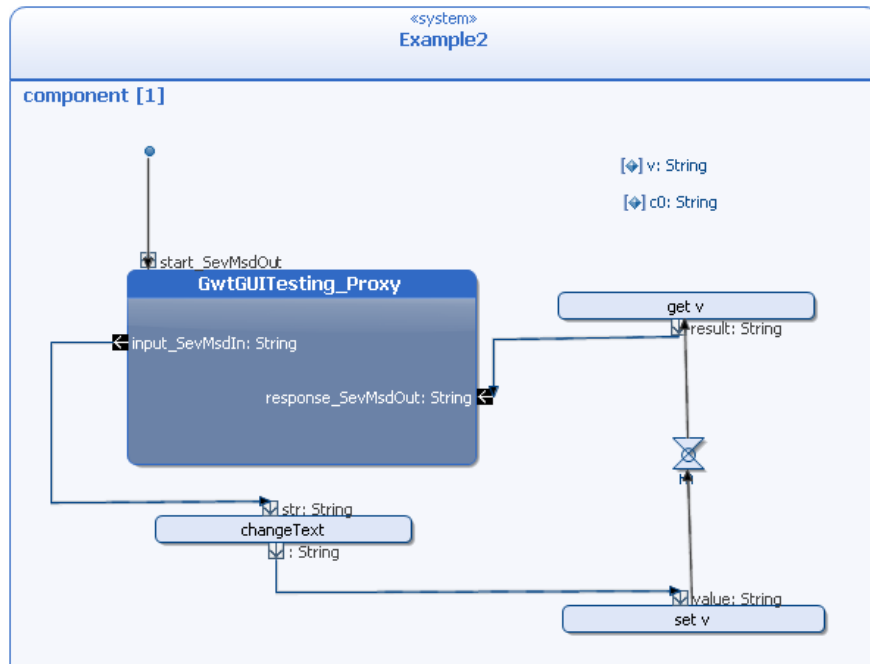 «system»
Example2
component [1]
[◈] v: String
[◈] c0: String
start_SevMsdOut
GwtGUITesting_Proxy
get v
result: String
input_SevMsdIn: String
response_SevMsdOut: String
str: String
changeText
: String
value: String
set v